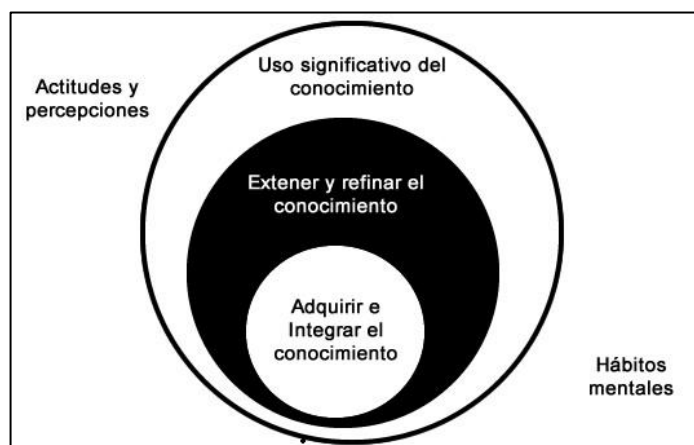 Actitudes y
percepciones
Uso significativo del
conocimiento
Extener y refinar el
conocimiento
Adquirir e
Integrar el
conocimiento
Hábitos
mentales